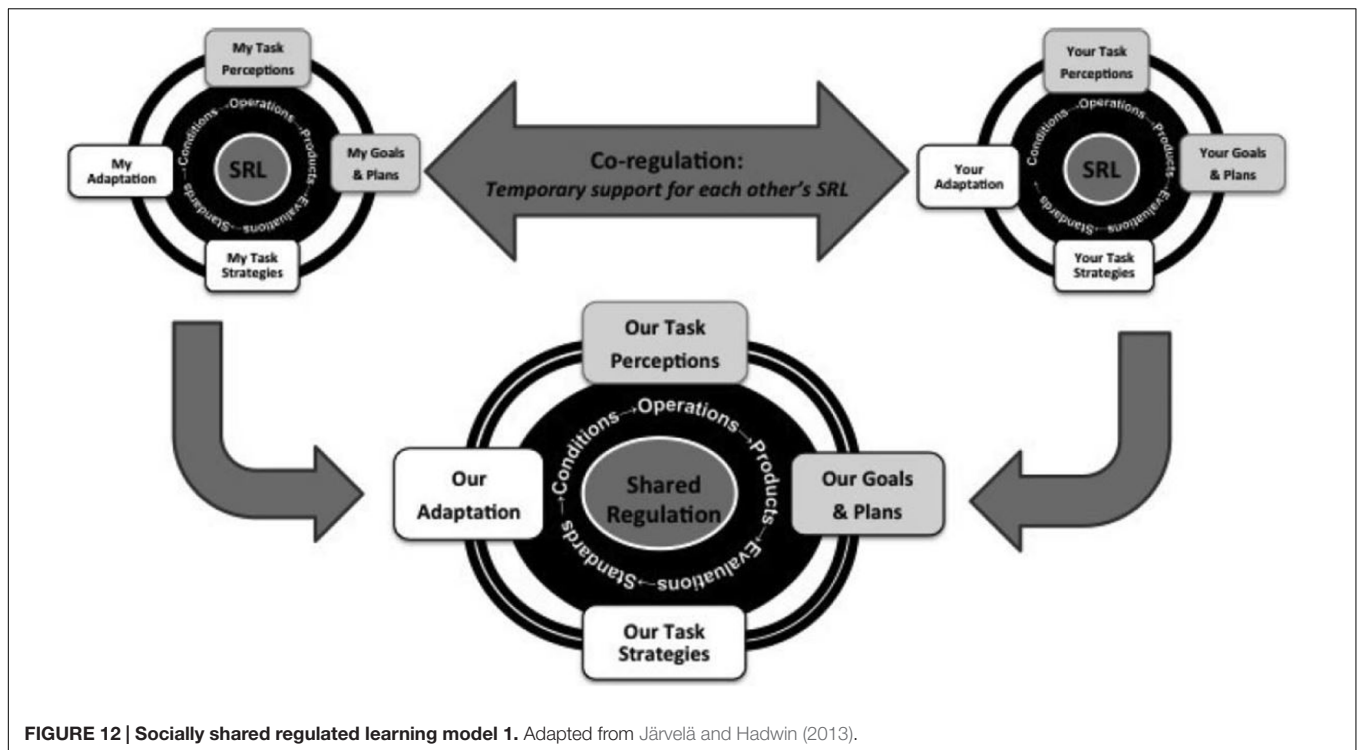 My Task
Perceptions
My Goals
& Plans
My Task
Strategies
My
Adaptation
Conditions→Operations→Products→Evaluations→Standards→
SRL
Co-regulation:
Temporary support for each other's SRL
Your Task
Perceptions
Your Goals
& Plans
Your Task
Strategies
Your
Adaptation
Conditions→Operations→Products→Evaluations→Standards→
SRL
Our Task
Perceptions
Our Goals
& Plans
Our Task
Strategies
Our
Adaptation
Conditions→Operations→Products→Evaluations→Standards→
Shared
Regulation
FIGURE 12 | Socially shared regulated learning model 1. Adapted from Järvelä and Hadwin (2013).